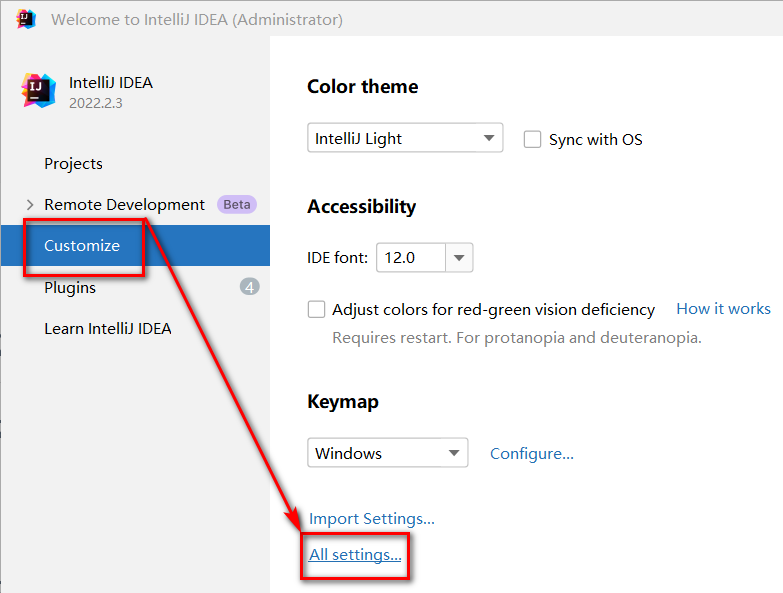 Welcome to IntelliJ IDEA (Administrator)
IntelliJ IDEA
2022.2.3
Projects
Remote Development Beta
Customize
Plugins 4
Learn IntelliJ IDEA
Color theme
IntelliJ Light Sync with OS
Accessibility
IDE font: 12.0
Adjust colors for red-green vision deficiency How it works
Requires restart. For protanopia and deuteranopia.
Keymap
Windows Configure...
Import Settings...
All settings...